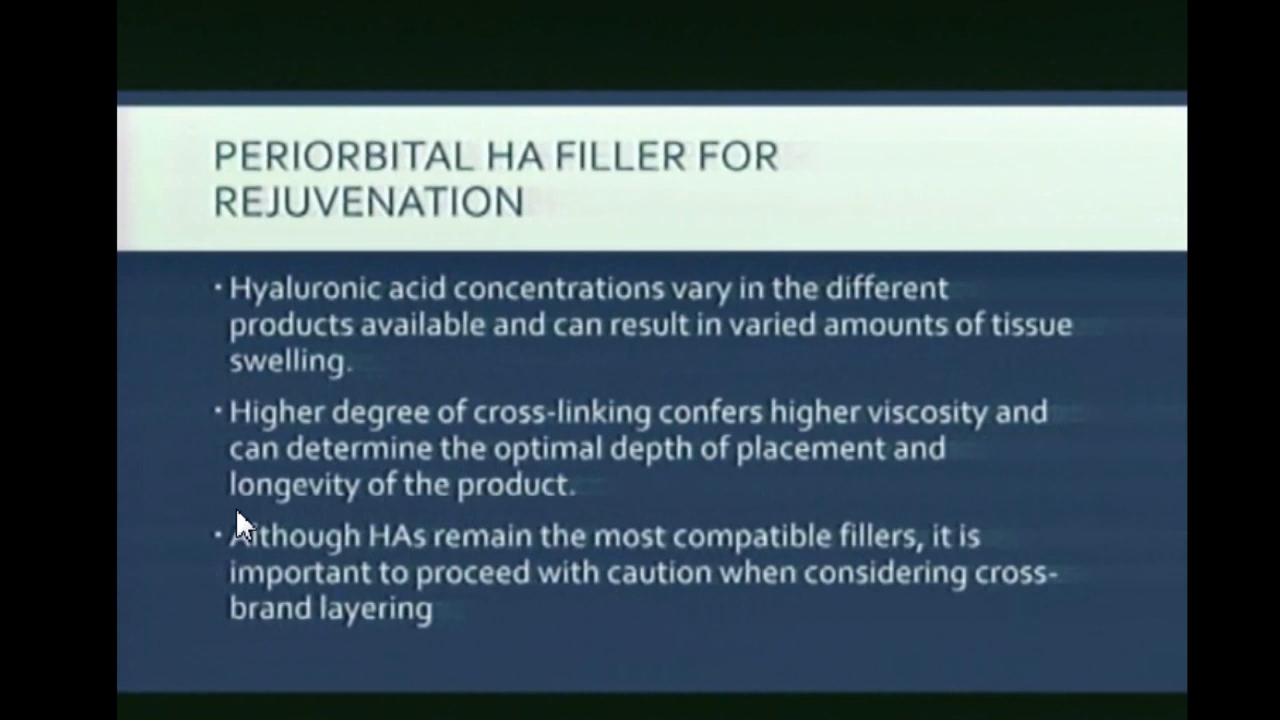 PERIORBITAL HA FILLER FOR
REJUVENATION
· Hyaluronic acid concentrations vary in the different
products available and can result in varied amounts of tissue
swelling.
· Higher degree of cross-linking confers higher viscosity and
can determine the optimal depth of placement and
longevity of the product.
· Although HAs remain the most compatible fillers, it is
important to proceed with caution when considering cross-
brand layering